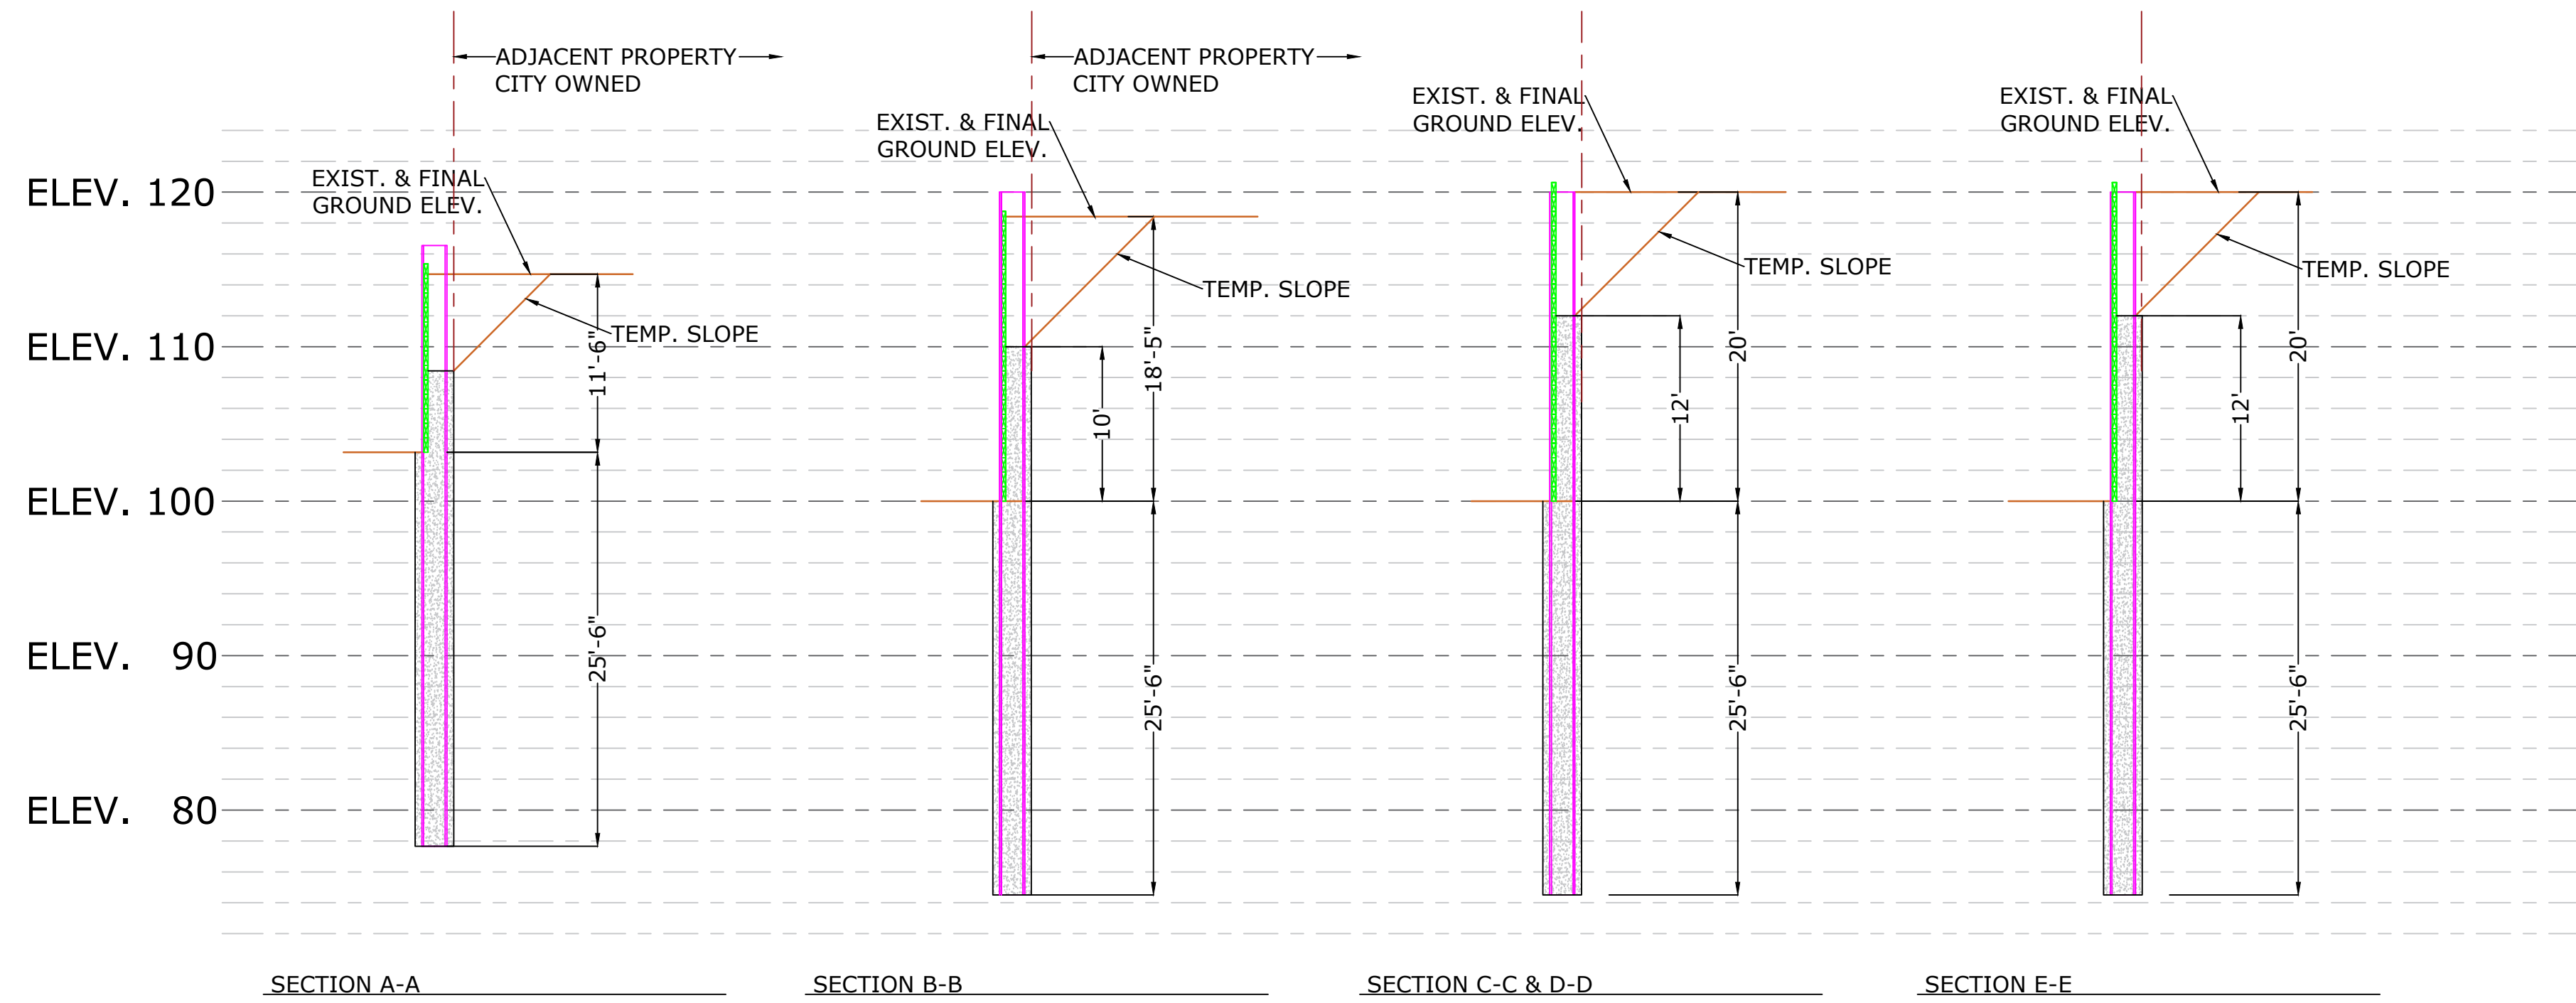 ADJACENT PROPERTY
CITY OWNED
ADJACENT PROPERTY
CITY OWNED
EXIST. & FINAL
GROUND ELEV.
EXIST. & FINAL
GROUND ELEV.
EXIST. & FINAL
GROUND ELEV.
EXIST. & FINAL
GROUND ELEV.
ELEV. 120
ELEV. 110
ELEV. 100
ELEV. 90
ELEV. 80
TEMP. SLOPE
11'-6"
25'-6"
TEMP. SLOPE
10'
18'-5"
25'-6"
TEMP. SLOPE
12'
20'
25'-6"
TEMP. SLOPE
12'
20'
25'-6"
SECTION A-A
SECTION B-B
SECTION C-C & D-D
SECTION E-E